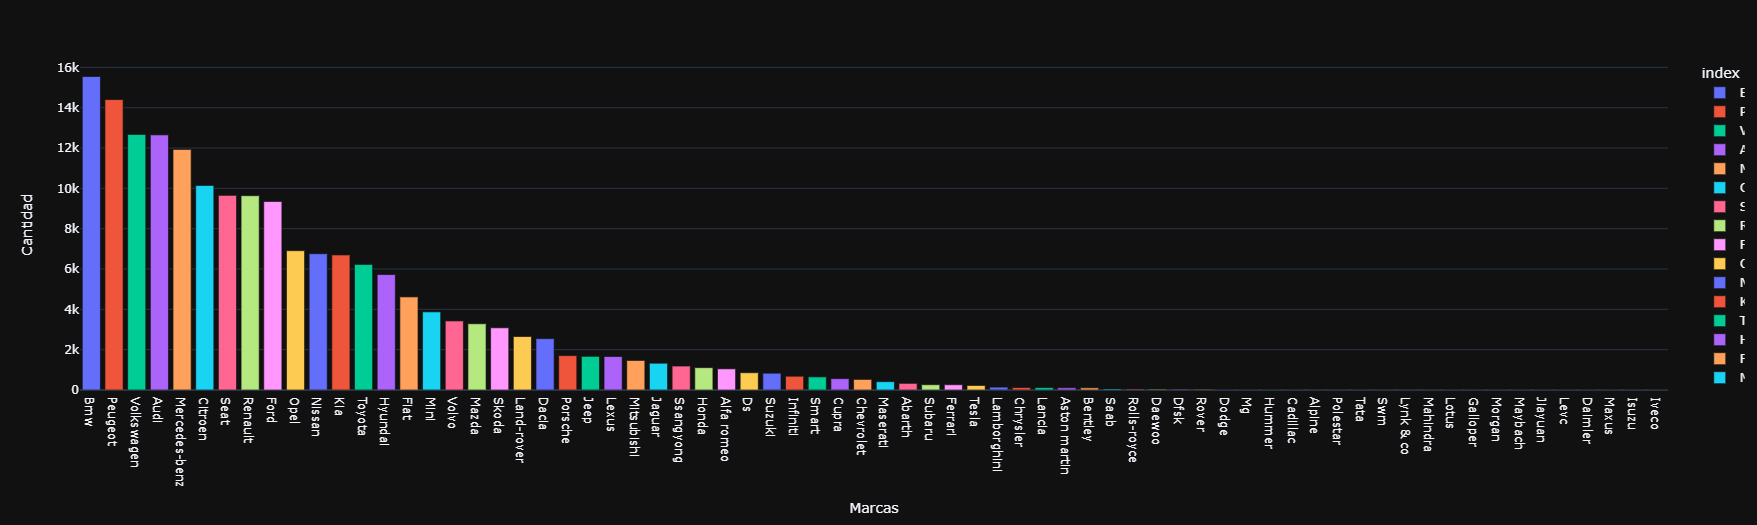 16k
14k
12k
10k
8k
6k
4k
2k
0
Cantidad
Bmw
Peugeot
Volkswagen
Audi
Mercedes-benz
Citroen
Seat
Renault
Ford
Opel
Nissan
Kia
Toyota
Hyundai
Fiat
Mini
Volvo
Mazda
Skoda
Land-rover
Dacia
Porsche
Jeep
Lexus
Mitsubishi
Jaguar
Ssangyong
Honda
Alfa romeo
Ds
Suzuki
Infiniti
Smart
Cupra
Chevrolet
Maserati
Abarth
Subaru
Ferrari
Tesla
Lamborghini
Chrysler
Lancia
Aston martin
Bentley
Saab
Rolls-royce
Daewoo
Dfsk
Rover
Dodge
Mg
Hummer
Cadillac
Alpine
Polestar
Tata
Swm
Lynk & co
Mahindra
Lotus
Galloper
Morgan
Maybach
Jiayuan
Levc
Daimler
Maxus
Isuzu
Iveco
Marcas
index